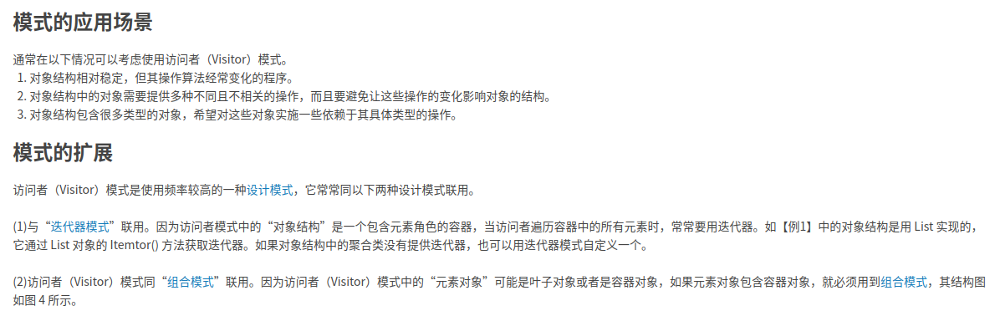 模式的应用场景
通常在以下情况可以考虑使用访问者（Visitor）模式。
1. 对象结构相对稳定，但其操作算法经常变化的程序。
2. 对象结构中的对象需要提供多种不同且不相关的操作，而且要避免让这些操作的变化影响对象的结构。
3. 对象结构包含很多类型的对象，希望对这些对象实施一些依赖于其具体类型的操作。
模式的扩展
访问者（Visitor）模式是使用频率较高的一种设计模式，它常常同以下两种设计模式联用。
(1)与“迭代器模式”联用。因为访问者模式中的“对象结构”是一个包含元素角色的容器，当访问者遍历容器中的所有元素时，常常要用迭代器。如【例1】中的对象结构是用 List 实现的，
它通过 List 对象的 Itemtor() 方法获取迭代器。如果对象结构中的聚合类没有提供迭代器，也可以用迭代器模式自定义一个。
(2)访问者（Visitor）模式同“组合模式”联用。因为访问者（Visitor）模式中的“元素对象”可能是叶子对象或者是容器对象，如果元素对象包含容器对象，就必须用到组合模式，其结构图
如图 4 所示。